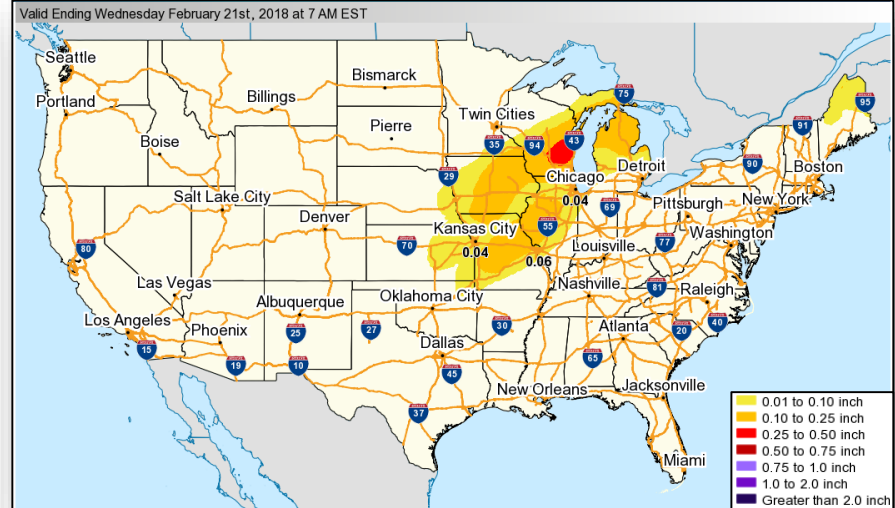 Valid Ending Wednesday February 21st, 2018 at 7 AM EST
Seattle
Bismarck
75
Billings
Portland
95
Twin Cities
Pierre
91
Boise
35
94
43
90
Boston
Detroit
29
Chicago
Salt Lake City
0.04
69
Pittsburgh
New York
Denver
55
Kansas City
Washington
80
70
0.04
0.06
Louisville
77
Las Vegas
Nashville
81
Raleigh
Albuquerque
Oklahoma City
Los Angeles
Phoenix
25
27
30
Atlanta
20
40
15
Dallas
19
10
45
65
New Orleans
Jacksonville
37
Miami
0.01 to 0.10 inch
0.10 to 0.25 inch
0.25 to 0.50 inch
0.50 to 0.75 inch
0.75 to 1.0 inch
1.0 to 2.0 inch
Greater than 2.0 inch